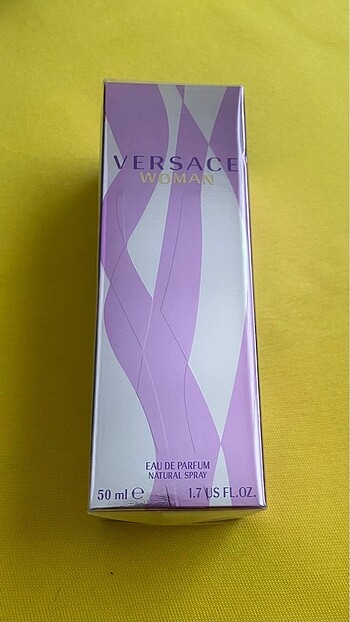 VERSACE
WOMAN
EAU DE PARFUM
NATURAL SPRAY
50 ml ℮ 1.7 US FL.OZ.